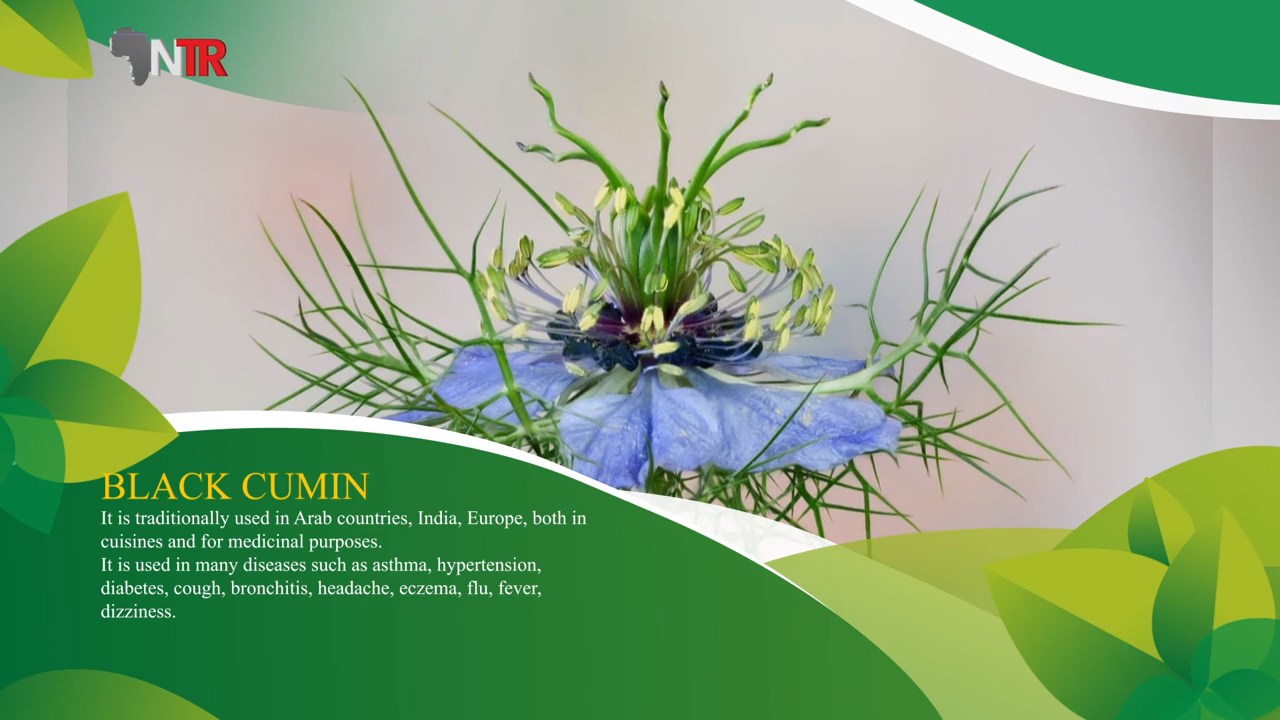 NTR
BLACK CUMIN
It is traditionally used in Arab countries, India, Europe, both in
cuisines and for medicinal purposes.
It is used in many diseases such as asthma, hypertension,
diabetes, cough, bronchitis, headache, eczema, flu, fever,
dizziness.